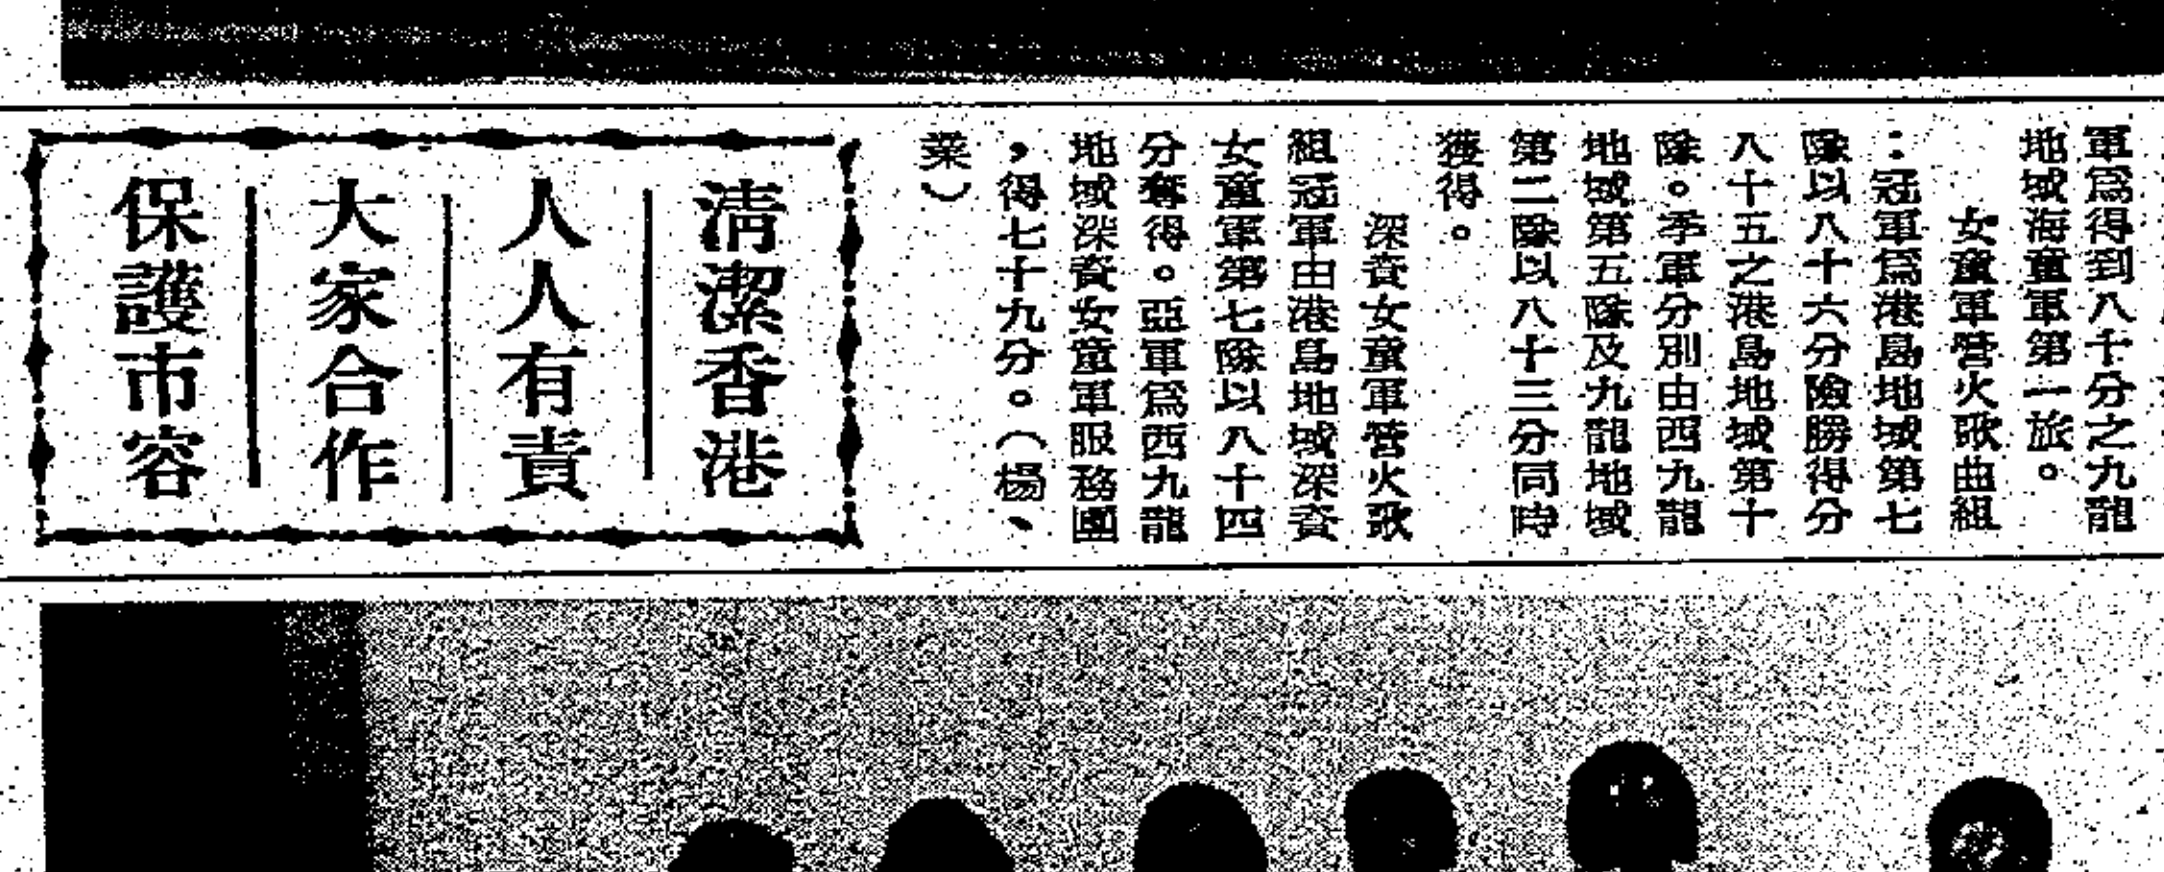 軍爲得到八十分之九龍
地域海童軍第一旅。
女童軍營火歌曲組
：冠軍爲港島地域第七
隊以八十六分險勝得分
八十五之港島地域第十
隊。季軍分別由西九龍
地域第五隊及九龍地域
第二隊以八十三分同時
獲得。
深資女童軍營火歌
組冠軍由港島地域深資
女童軍第七隊以八十四
分奪得。亞軍爲西九龍
地域深資女童軍服務團
，得七十九分。（楊、
業）
清潔香港
人人有責
大家合作
保護市容